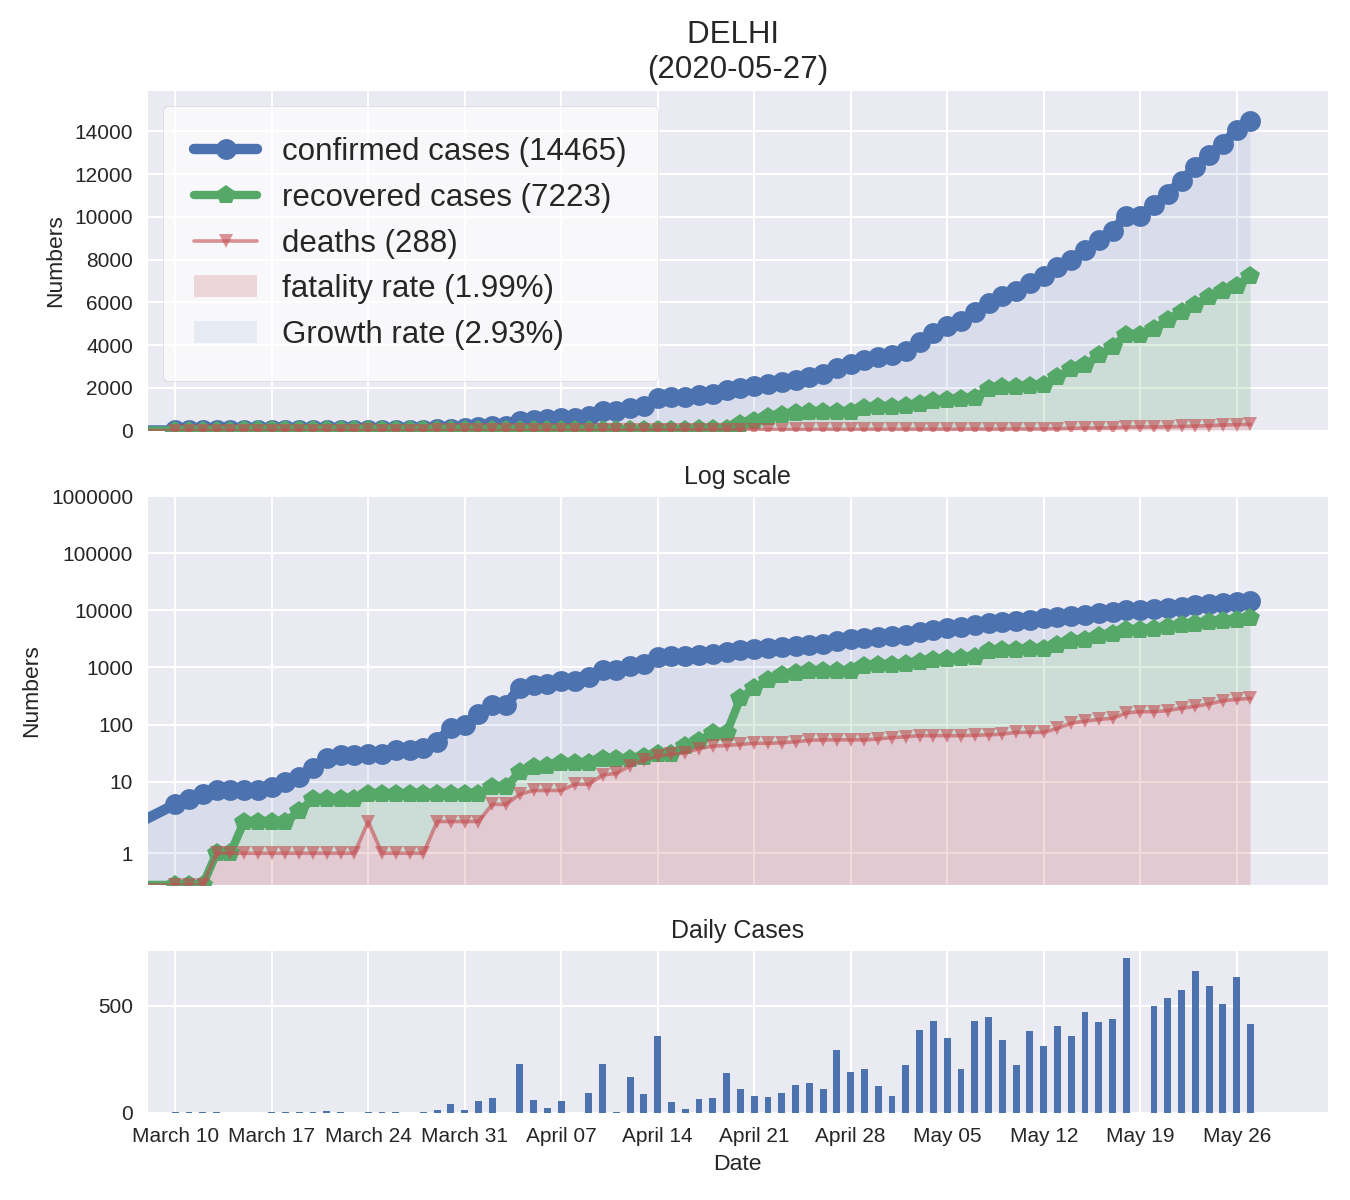 DELHI
(2020-05-27)
14000
12000
10000
8000
6000
4000
2000
0
Numbers
confirmed cases (14465)
recovered cases (7223)
deaths (288)
fatality rate (1.99%)
Growth rate (2.93%)
Log scale
1000000
100000
10000
1000
100
10
1
Numbers
Daily Cases
500
0
March 10 March 17 March 24 March 31 April 07 April 14 April 21 April 28 May 05 May 12 May 19 May 26
Date